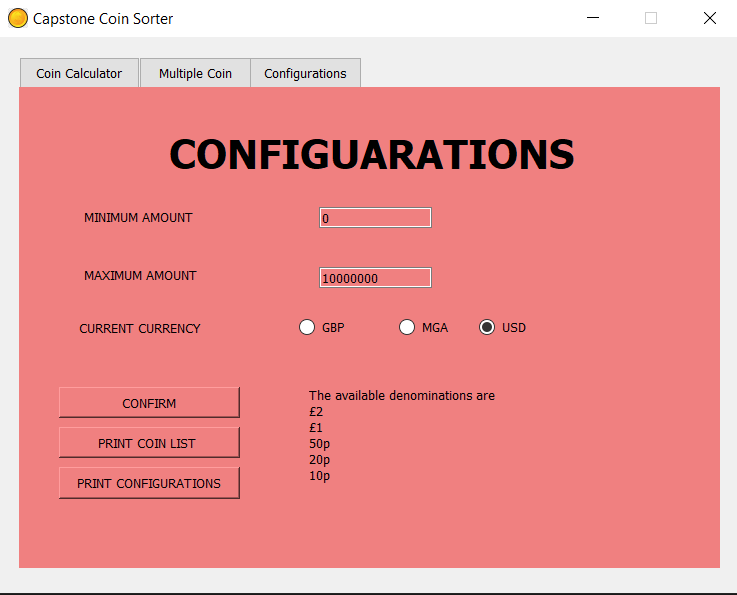 Capstone Coin Sorter
Coin Calculator Multiple Coin Configurations
CONFIGUARATIONS
MINIMUM AMOUNT 0
MAXIMUM AMOUNT 10000000
CURRENT CURRENCY GBP MGA USD
CONFIRM
PRINT COIN LIST
PRINT CONFIGURATIONS
The available denominations are
£2
£1
50p
20p
10p